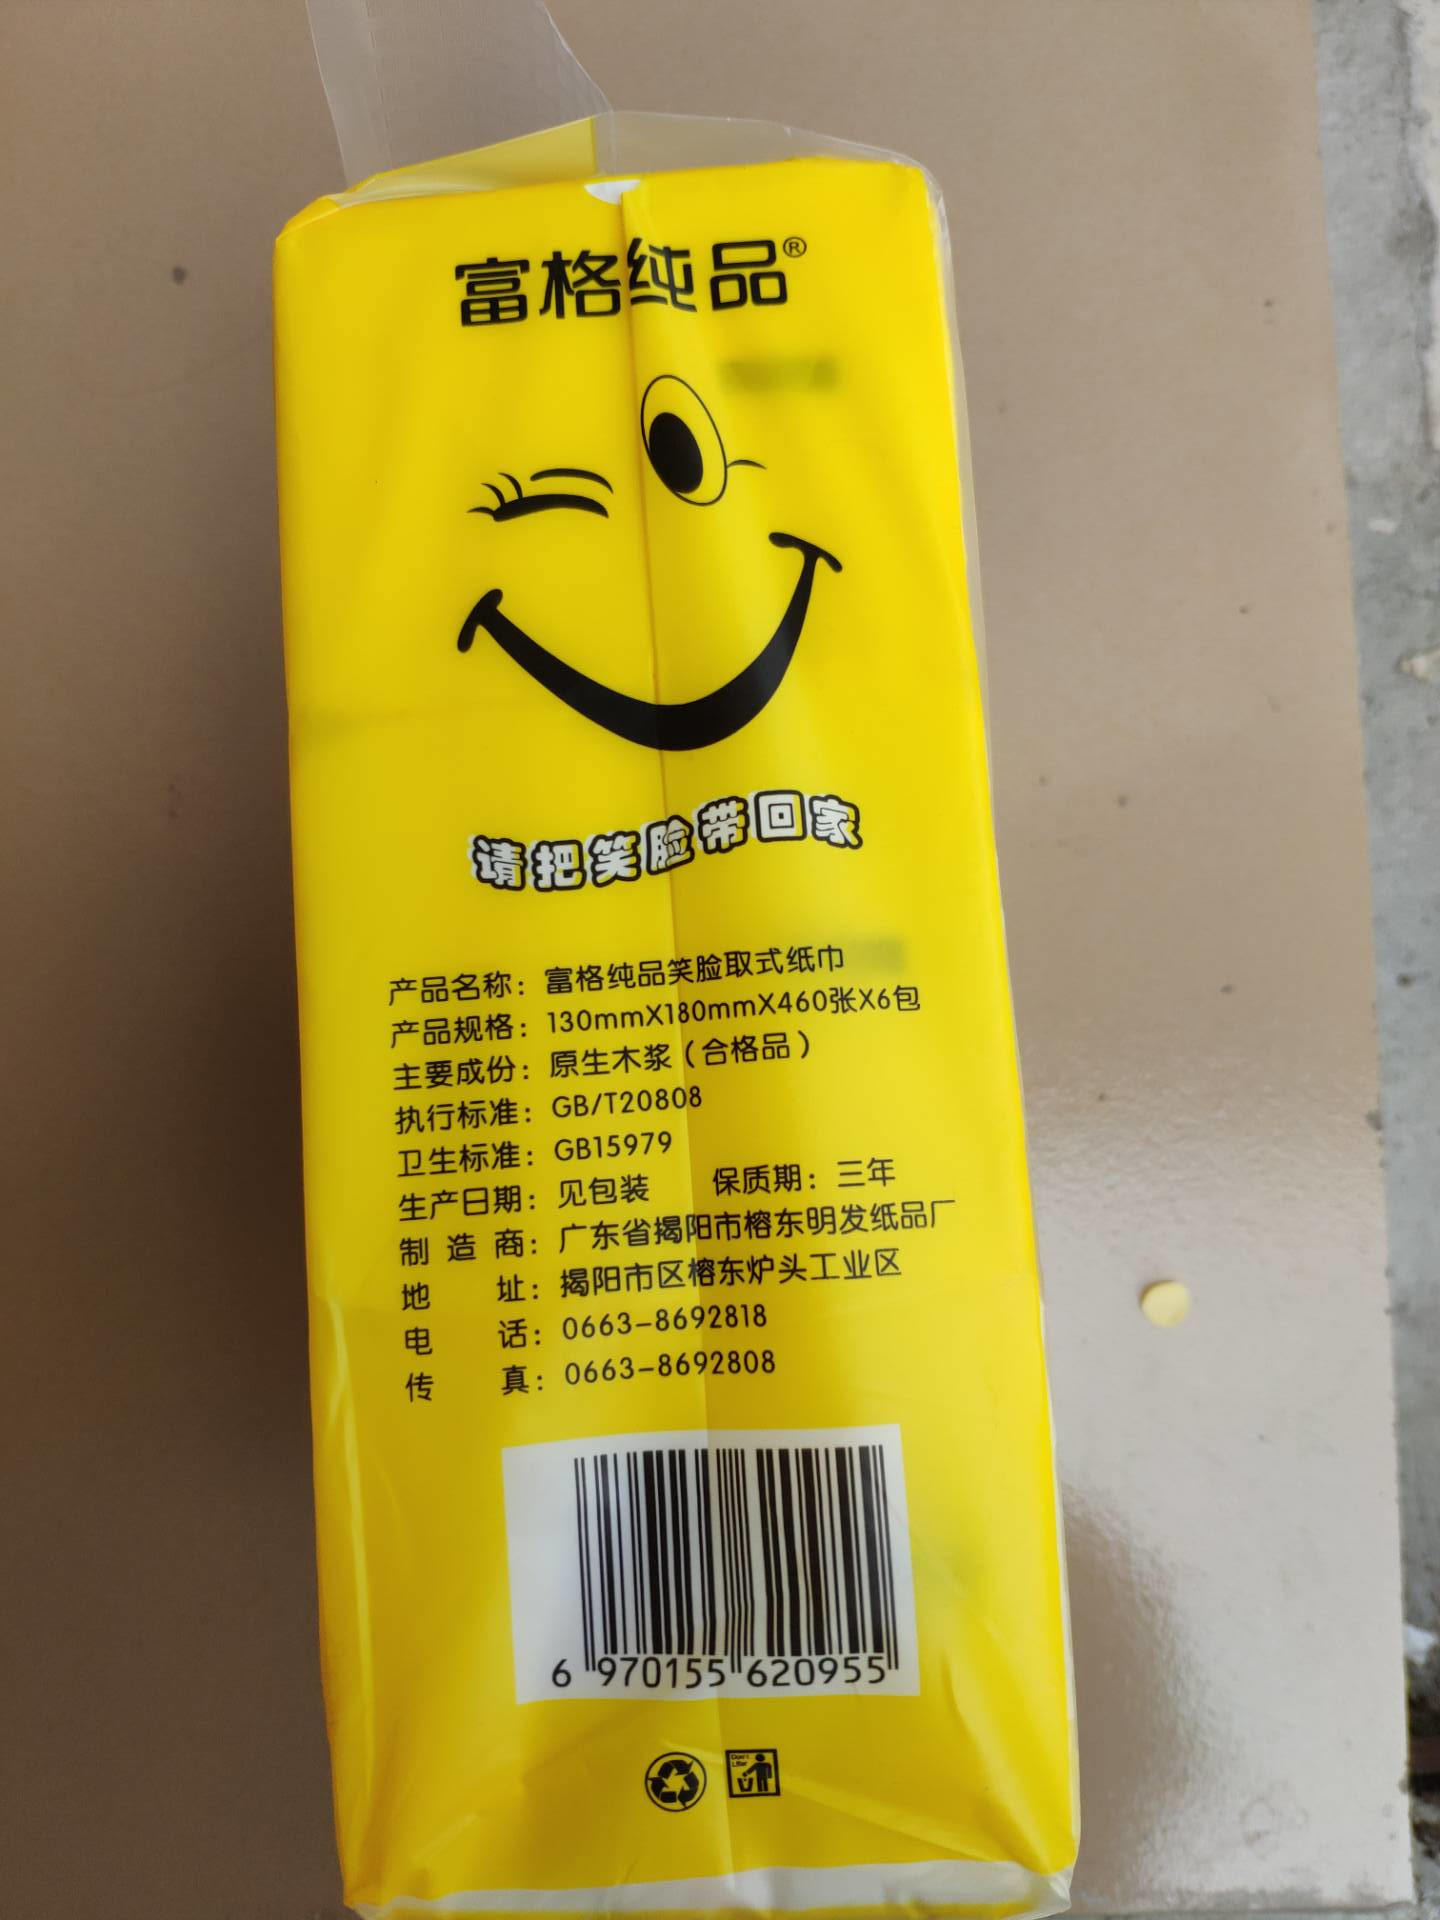 富格纯品®
请把笑脸带回家
产品名称：富格纯品笑脸取式纸巾
产品规格：130mmX180mmX460张X6包
主要成份：原生木浆（合格品）
执行标准：GB/T20808
卫生标准：GB15979
生产日期：见包装 保质期：三年
制造商：广东省揭阳市榕东明发纸品厂
地址：揭阳市区榕东炉头工业区
电话：0663-8692818
传真：0663-8692808
6 970155 620955
Don't
Litter